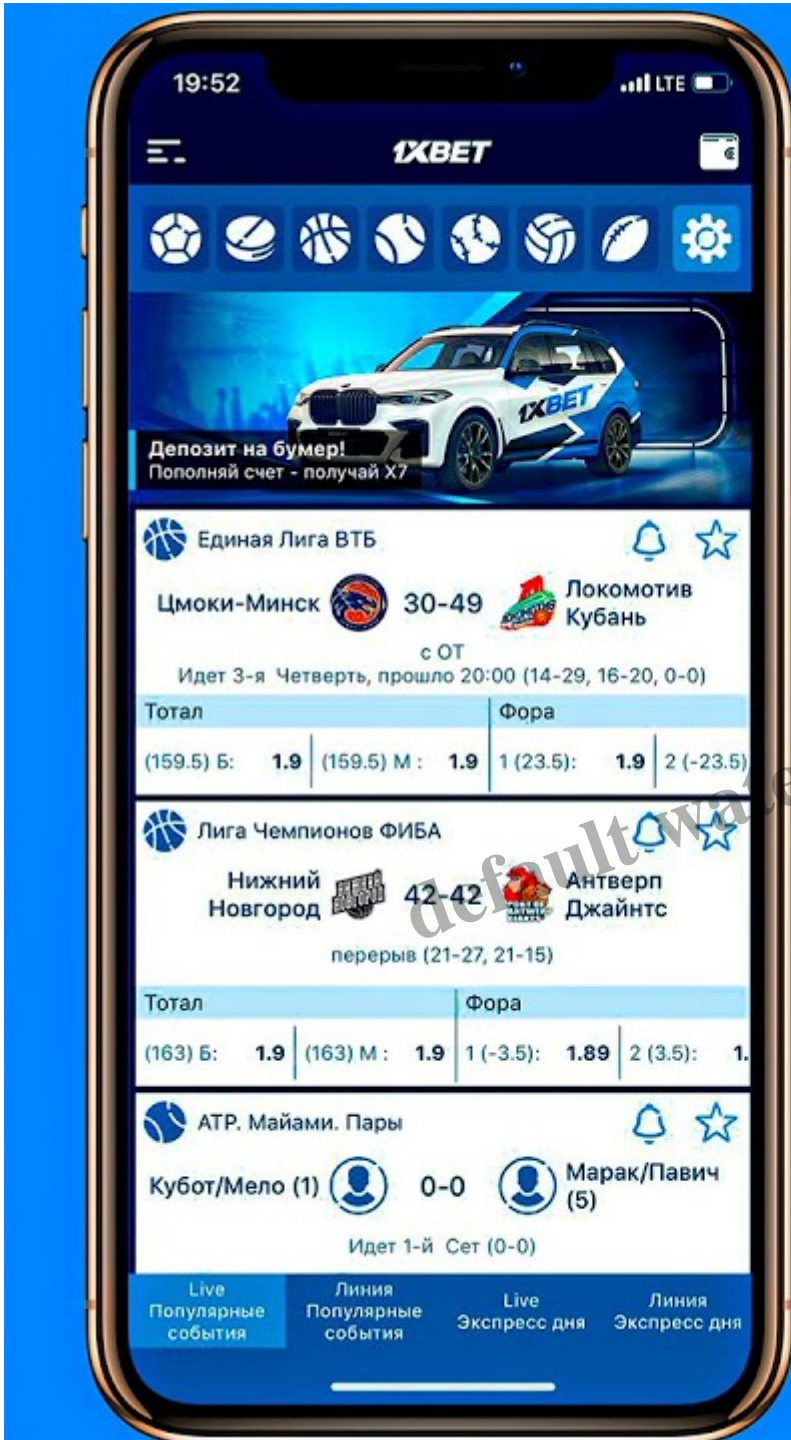 19:52
LTE
1XBET
1XBET
Депозит на бумер!
Пополняй счет - получай X7
Единая Лига ВТБ
Цмоки-Минск 30-49 Локомотив
Кубань
с ОТ
Идет 3-я Четверть, прошло 20:00 (14-29, 16-20, 0-0)
Тотал Фора
(159.5) Б: 1.9 (159.5) М : 1.9 1 (23.5): 1.9 2 (-23.5)
Лига Чемпионов ФИБА
Нижний
Новгород 42-42 Антверп
Джайнтс
перерыв (21-27, 21-15)
Тотал Фора
(163) Б: 1.9 (163) М : 1.9 1 (-3.5): 1.89 2 (3.5): 1.
default wate
ATP. Майами. Пары
Кубот/Мело (1) 0-0 Марак/Павич
(5)
Идет 1-й Сет (0-0)
Live
Популярные
события
Линия
Популярные
события
Live
Экспресс дня
Линия
Экспресс дня